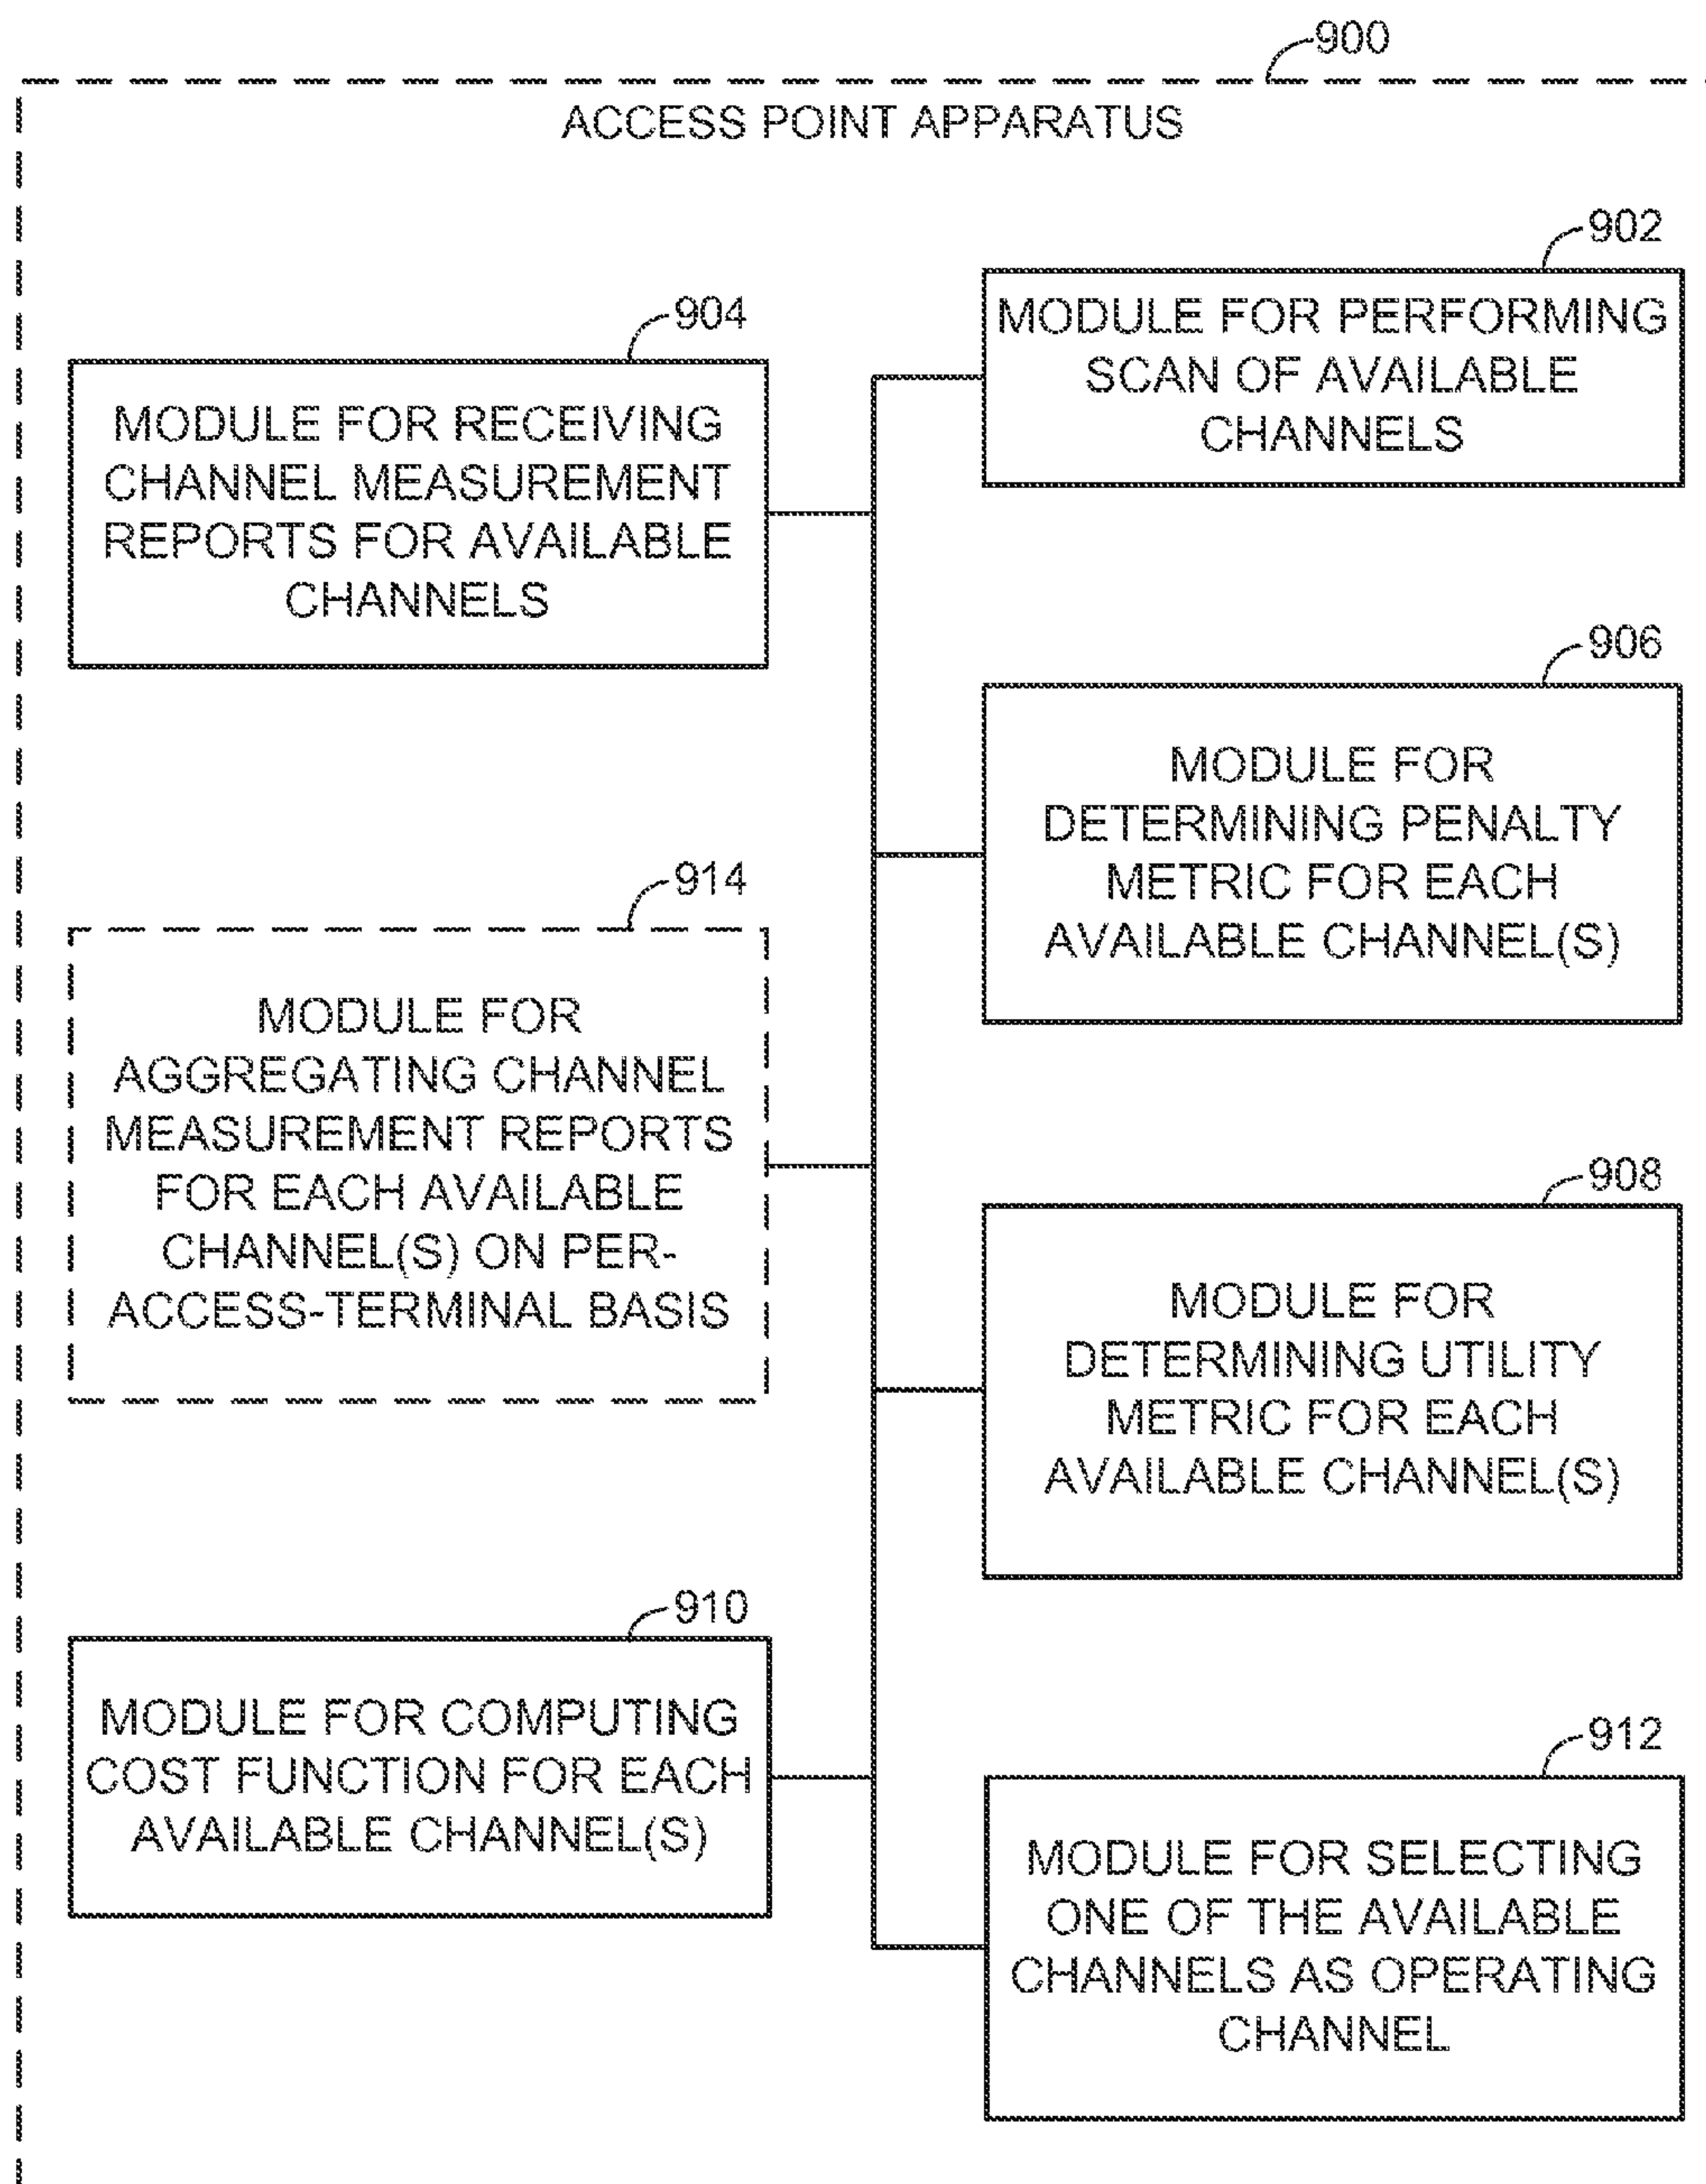 900
ACCESS POINT APPARATUS
902
MODULE FOR PERFORMING
SCAN OF AVAILABLE
CHANNELS
904
MODULE FOR RECEIVING
CHANNEL MEASUREMENT
REPORTS FOR AVAILABLE
CHANNELS
906
MODULE FOR
DETERMINING PENALTY
METRIC FOR EACH
AVAILABLE CHANNEL(S)
914
MODULE FOR
AGGREGATING CHANNEL
MEASUREMENT REPORTS
FOR EACH AVAILABLE
CHANNEL(S) ON PER-
ACCESS-TERMINAL BASIS
908
MODULE FOR
DETERMINING UTILITY
METRIC FOR EACH
AVAILABLE CHANNEL(S)
910
MODULE FOR COMPUTING
COST FUNCTION FOR EACH
AVAILABLE CHANNEL(S)
912
MODULE FOR SELECTING
ONE OF THE AVAILABLE
CHANNELS AS OPERATING
CHANNEL